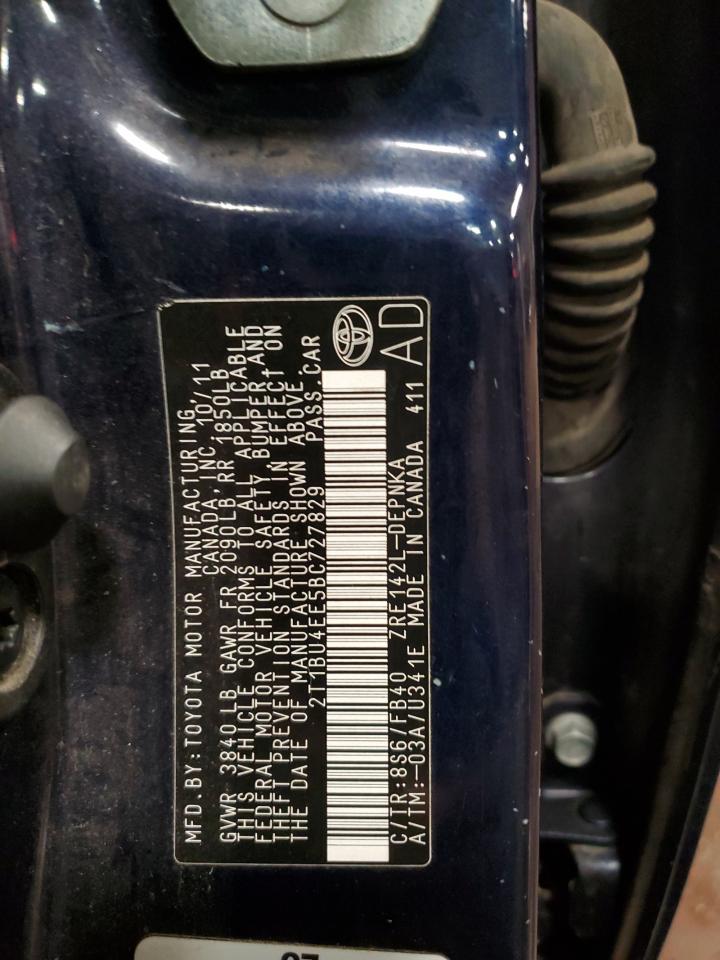 MFD.BY:TOYOTA MOTOR MANUFACTURING,
CANADA, INC. 10/11
GVWR 3840LB GAWR FR 2090LB RR 1850LB
THIS VEHICLE CONFORMS TO ALL APPLICABLE
FEDERAL MOTOR VEHICLE SAFETY, BUMPER, AND
THEFT PREVENTION STANDARDS IN EFFECT ON
THE DATE OF MANUFACTURE SHOWN ABOVE.
2T1BU4EE5BC727829 PASS.CAR
C/TR:8S6/FB40 ZRE142L-DEPNKA
A/TM:-03A/U341E MADE IN CANADA 411
AD